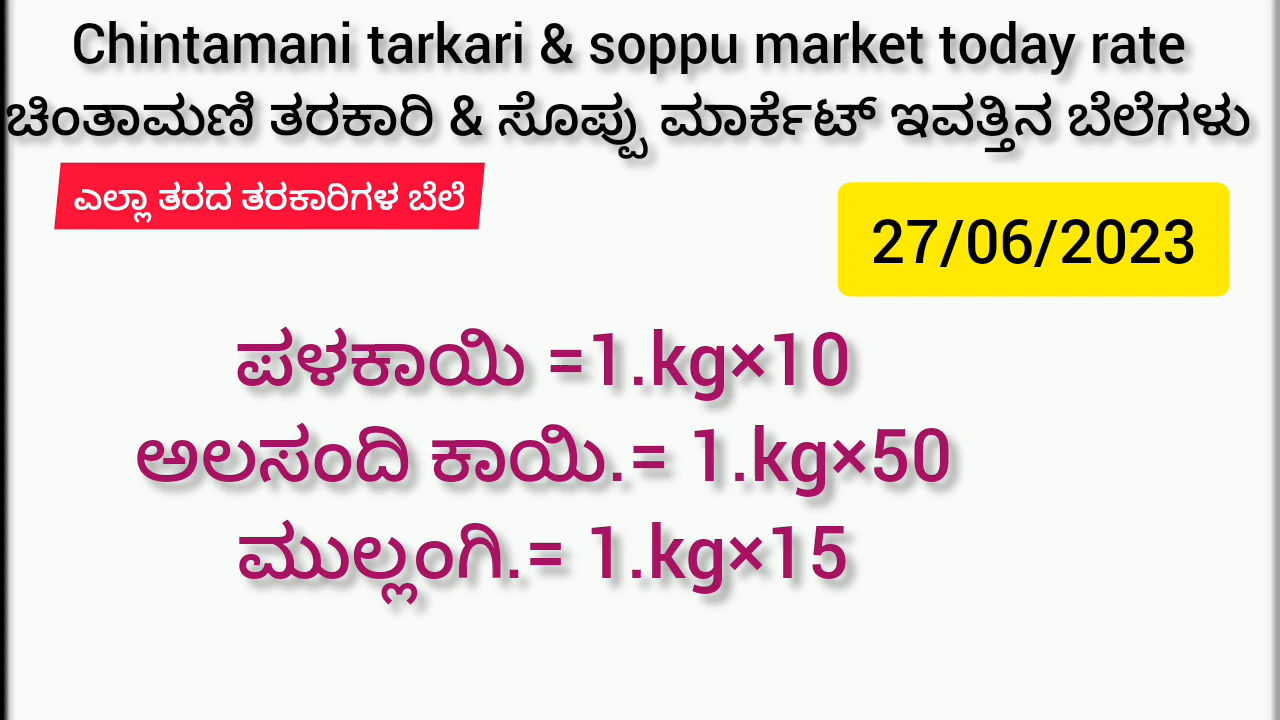 Chintamani tarkari & soppu market today rate
ಚಿಂತಾಮಣಿ ತರಕಾರಿ & ಸೊಪ್ಪು ಮಾರ್ಕೆಟ್ ಇವತ್ತಿನ ಬೆಲೆಗಳು
ಎಲ್ಲಾ ತರದ ತರಕಾರಿಗಳ ಬೆಲೆ
27/06/2023
ಪಳಕಾಯಿ =1.kg×10
ಅಲಸಂದಿ ಕಾಯಿ.= 1.kg×50
ಮುಲ್ಲಂಗಿ.= 1.kg×15